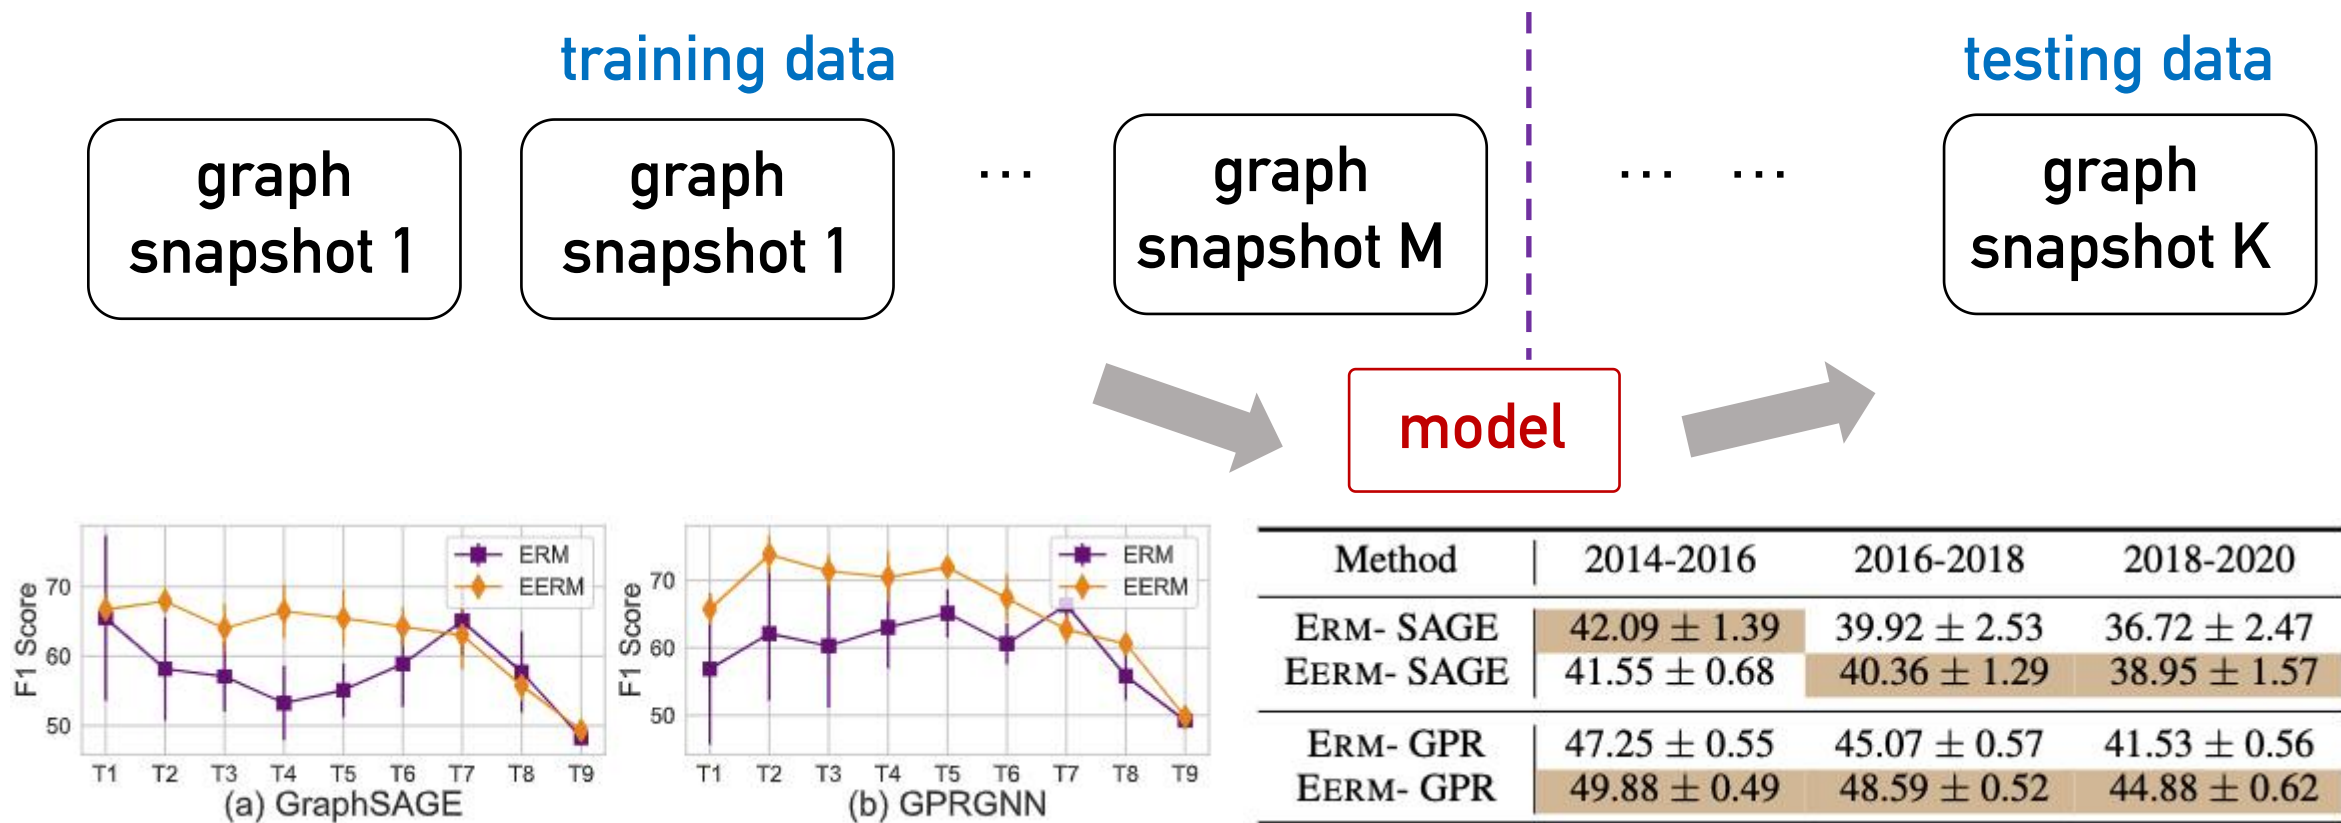 training data
testing data
graph
snapshot 1
graph
snapshot 1
...
graph
snapshot M
... ...
graph
snapshot K
model
F1 Score
70
60
50
ERM
EERM
T1 T2 T3 T4 T5 T6 T7 T8 T9
(a) GraphSAGE
F1 Score
70
60
50
ERM
EERM
T1 T2 T3 T4 T5 T6 T7 T8 T9
(b) GPRGNN
Method 2014-2016 2016-2018 2018-2020
ERM- SAGE 42.09 ± 1.39 39.92 ± 2.53 36.72 ± 2.47
EERM- SAGE 41.55 ± 0.68 40.36 ± 1.29 38.95 ± 1.57
ERM- GPR 47.25 ± 0.55 45.07 ± 0.57 41.53 ± 0.56
EERM- GPR 49.88 ± 0.49 48.59 ± 0.52 44.88 ± 0.62